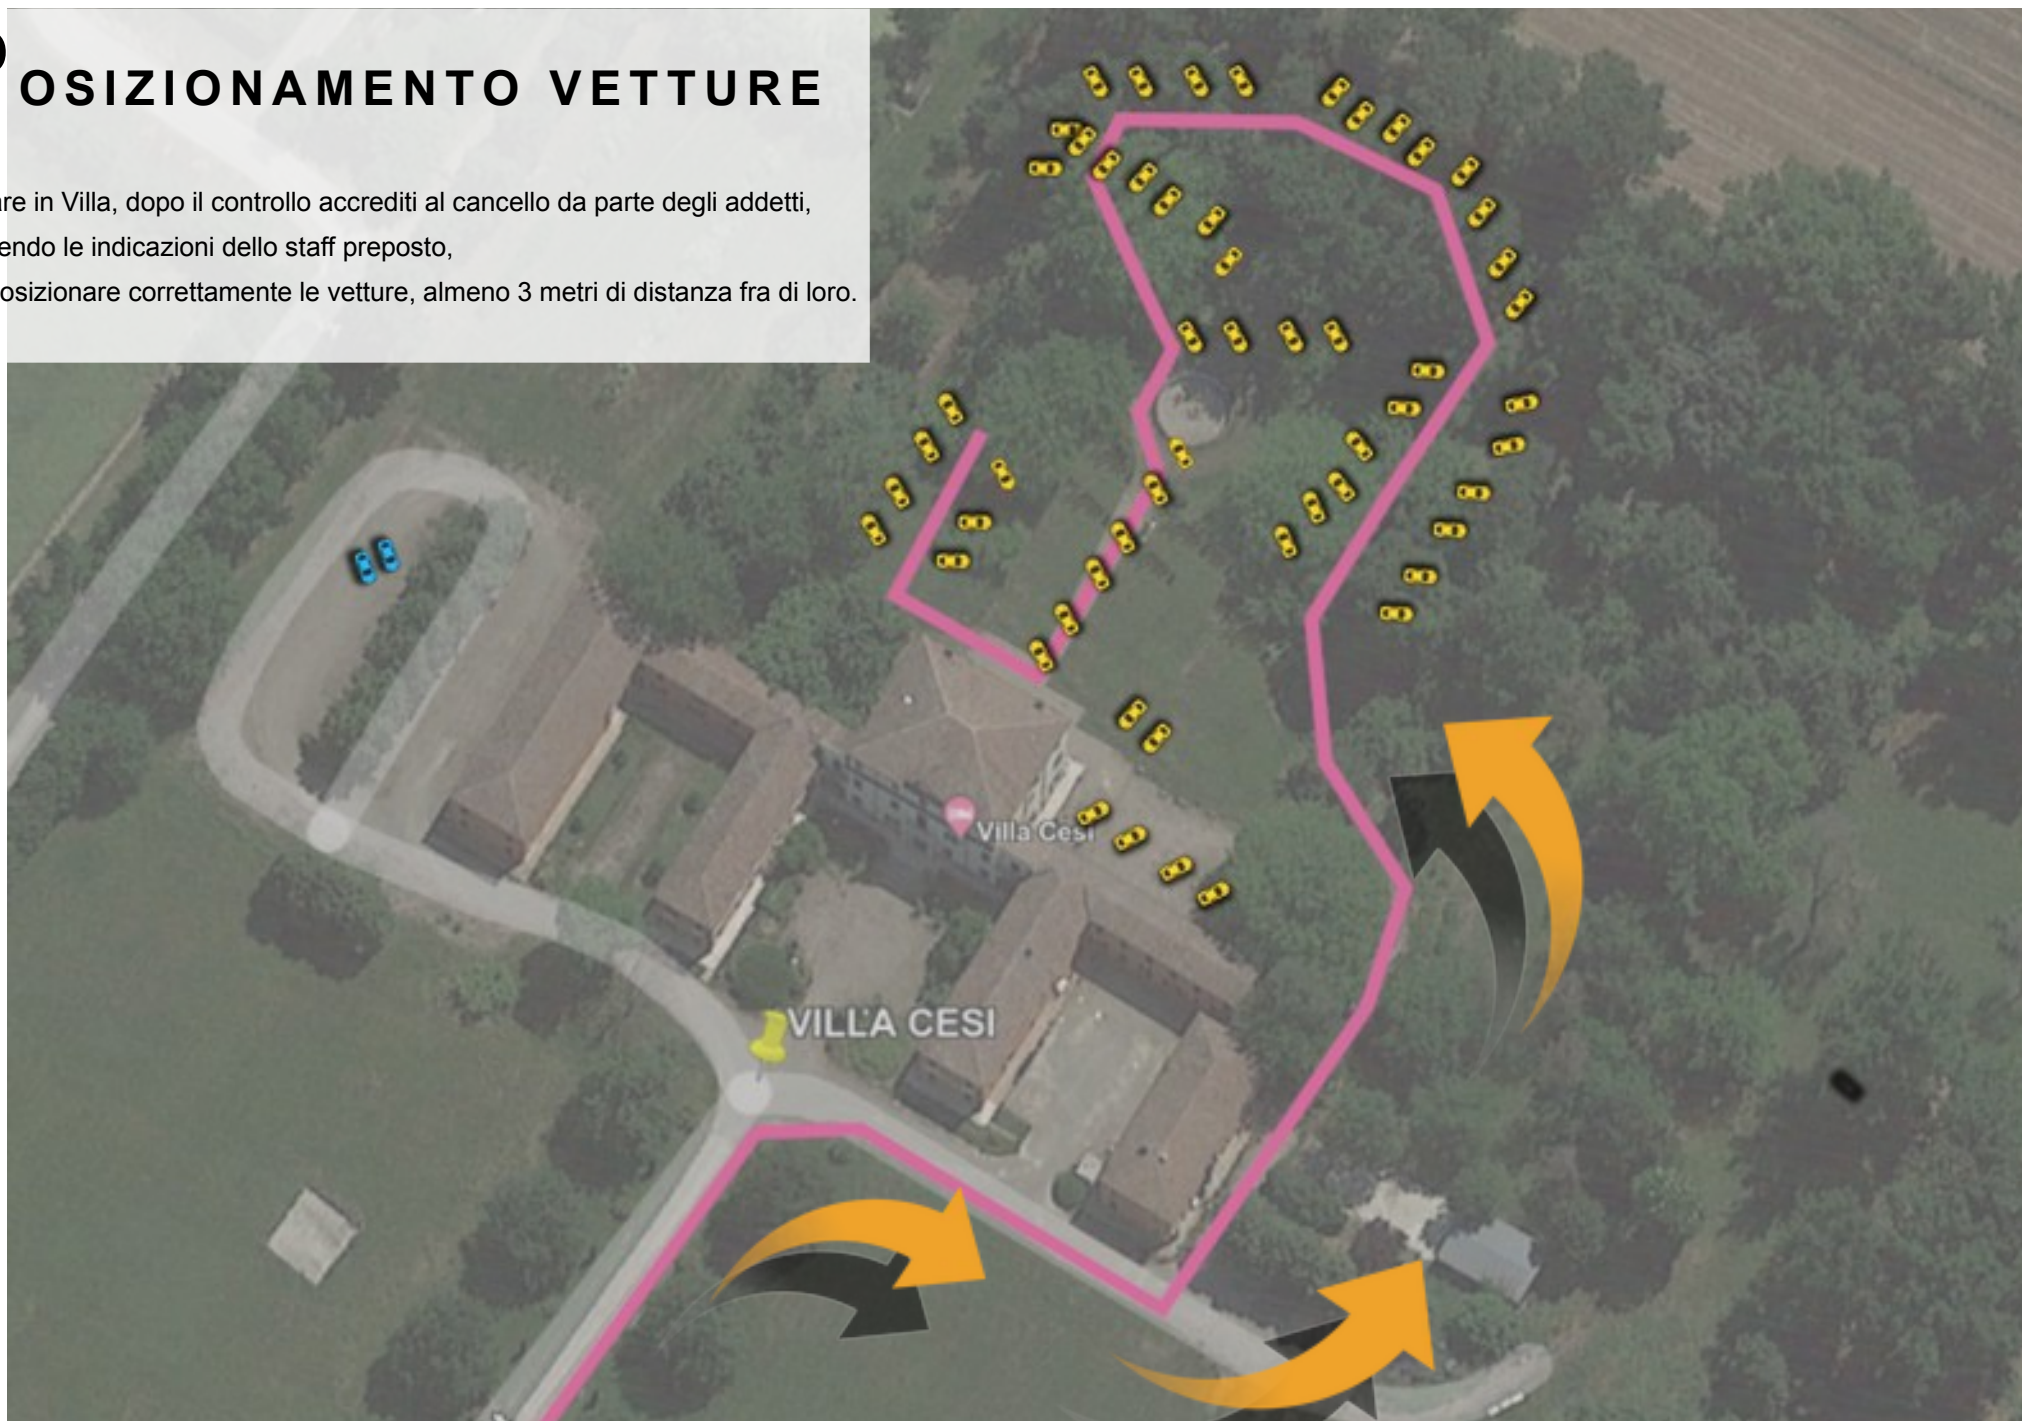 OSIZIONAMENTO VETTURE
are in Villa, dopo il controllo accrediti al cancello da parte degli addetti,
endo le indicazioni dello staff preposto,
osizionare correttamente le vetture, almeno 3 metri di distanza fra di loro.
Villa Cesi
VILLA CESI